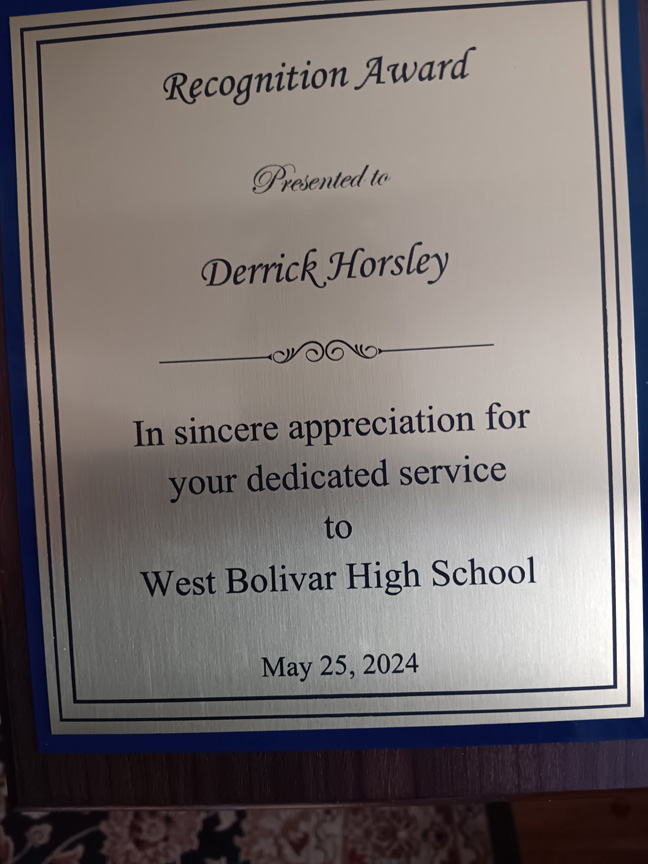 Recognition Award
Presented to
Derrick Horsley
In sincere appreciation for
your dedicated service
to
West Bolivar High School
May 25, 2024